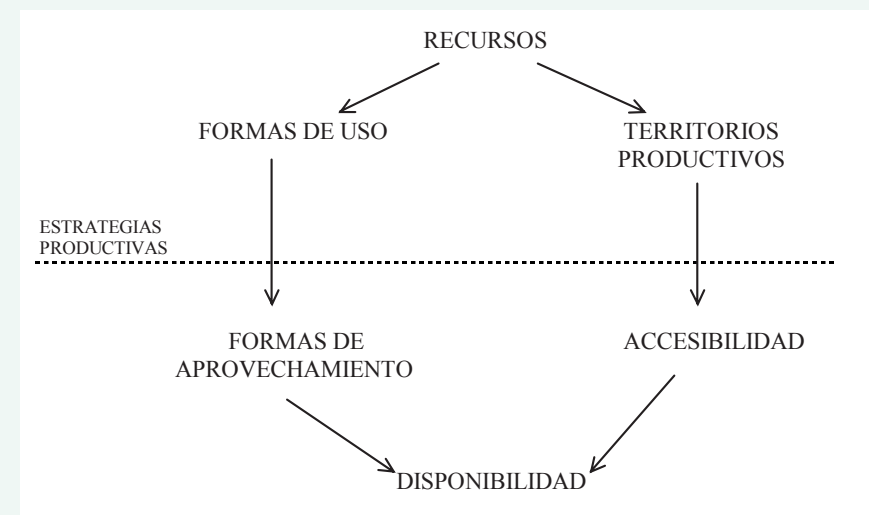 RECURSOS
FORMAS DE USO
TERRITORIOS
PRODUCTIVOS
ESTRATEGIAS
PRODUCTIVAS
FORMAS DE
APROVECHAMIENTO
ACCESIBILIDAD
DISPONIBILIDAD